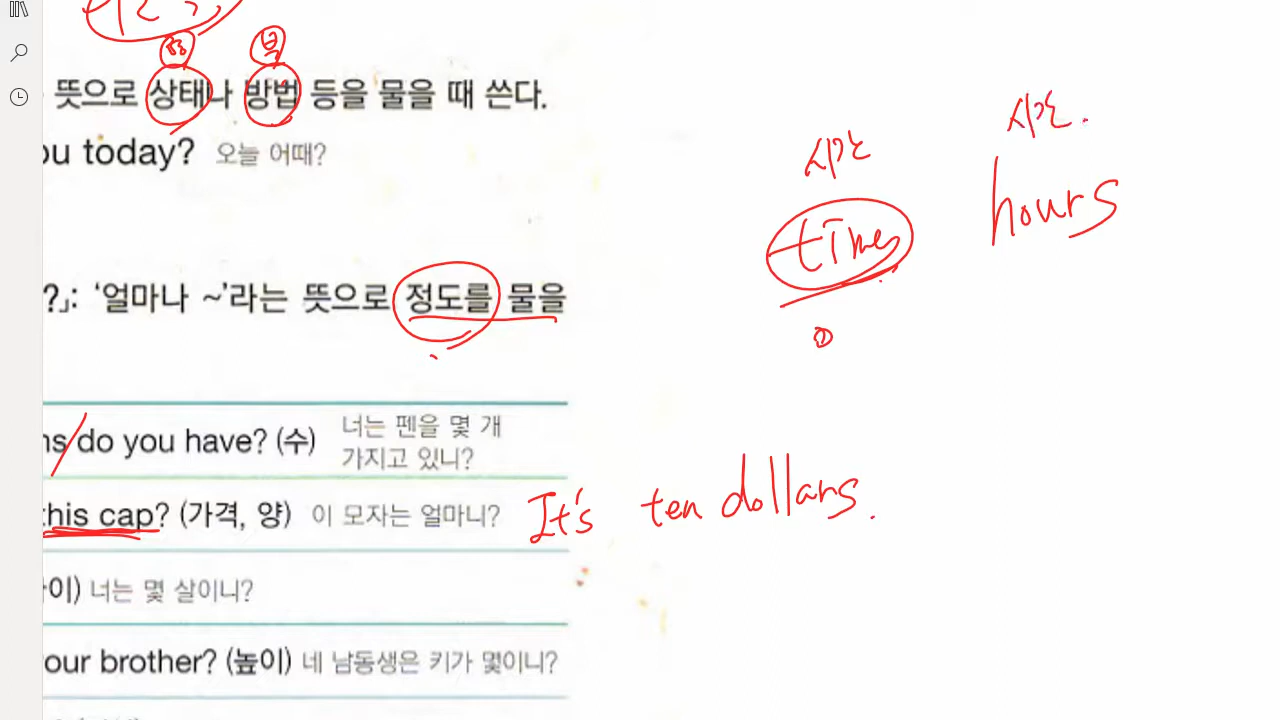 형 부
뜻으로 상태나 방법 등을 물을 때 쓴다.
ou today? 오늘 어때?
시간 시간.
times hours
?」: '얼마나 ~'라는 뜻으로 정도를 물을
①
ns do you have? (수) 너는 펜을 몇 개
가지고 있니?
this cap? (가격, 양) 이 모자는 얼마니? It's ten dollars.
이) 너는 몇 살이니?
our brother? (높이) 네 남동생은 키가 몇이니?